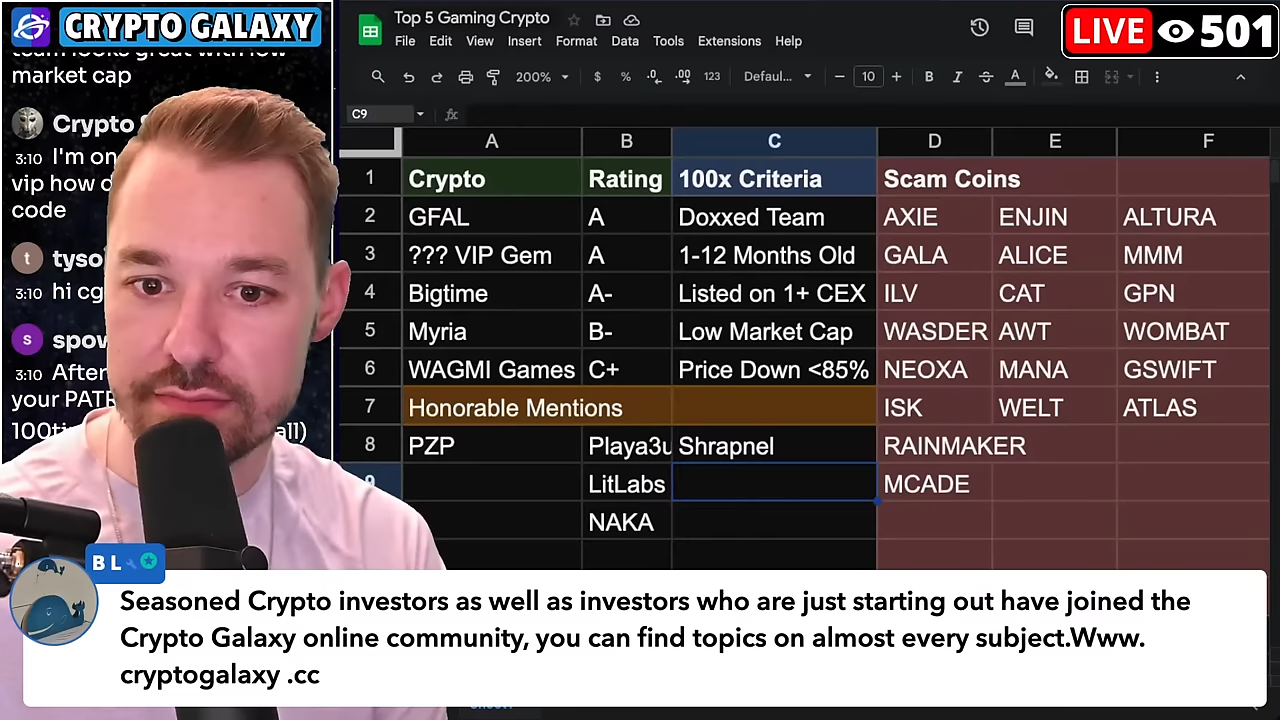 CRYPTO GALAXY
market cap
Crypto
3:10 I'm on
vip how
code
t tyso
3:10 hi cg
s spow
3:10 After
your PATR
all)
Top 5 Gaming Crypto
File Edit View Insert Format Data Tools Extensions Help
LIVE 501
200% $ % .0 .00 123 Defaul... 10 B I S A
C9 fx
A B C D E F
1 Crypto Rating 100x Criteria Scam Coins
2 GFAL A Doxxed Team AXIE ENJIN ALTURA
3 ??? VIP Gem A 1-12 Months Old GALA ALICE MMM
4 Bigtime A- Listed on 1+ CEX ILV CAT GPN
5 Myria B- Low Market Cap WASDER AWT WOMBAT
6 WAGMI Games C+ Price Down <85% NEOXA MANA GSWIFT
7 Honorable Mentions ISK WELT ATLAS
8 PZP Playa3u Shrapnel RAINMAKER
9 LitLabs MCADE
NAKA
B L
Seasoned Crypto investors as well as investors who are just starting out have joined the
Crypto Galaxy online community, you can find topics on almost every subject.Www.
cryptogalaxy .cc